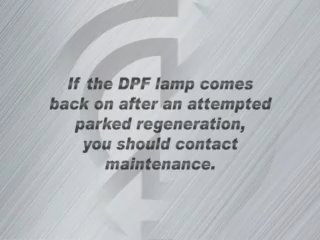 If the DPF lamp comes
back on after an attempted
parked regeneration,
you should contact
maintenance.